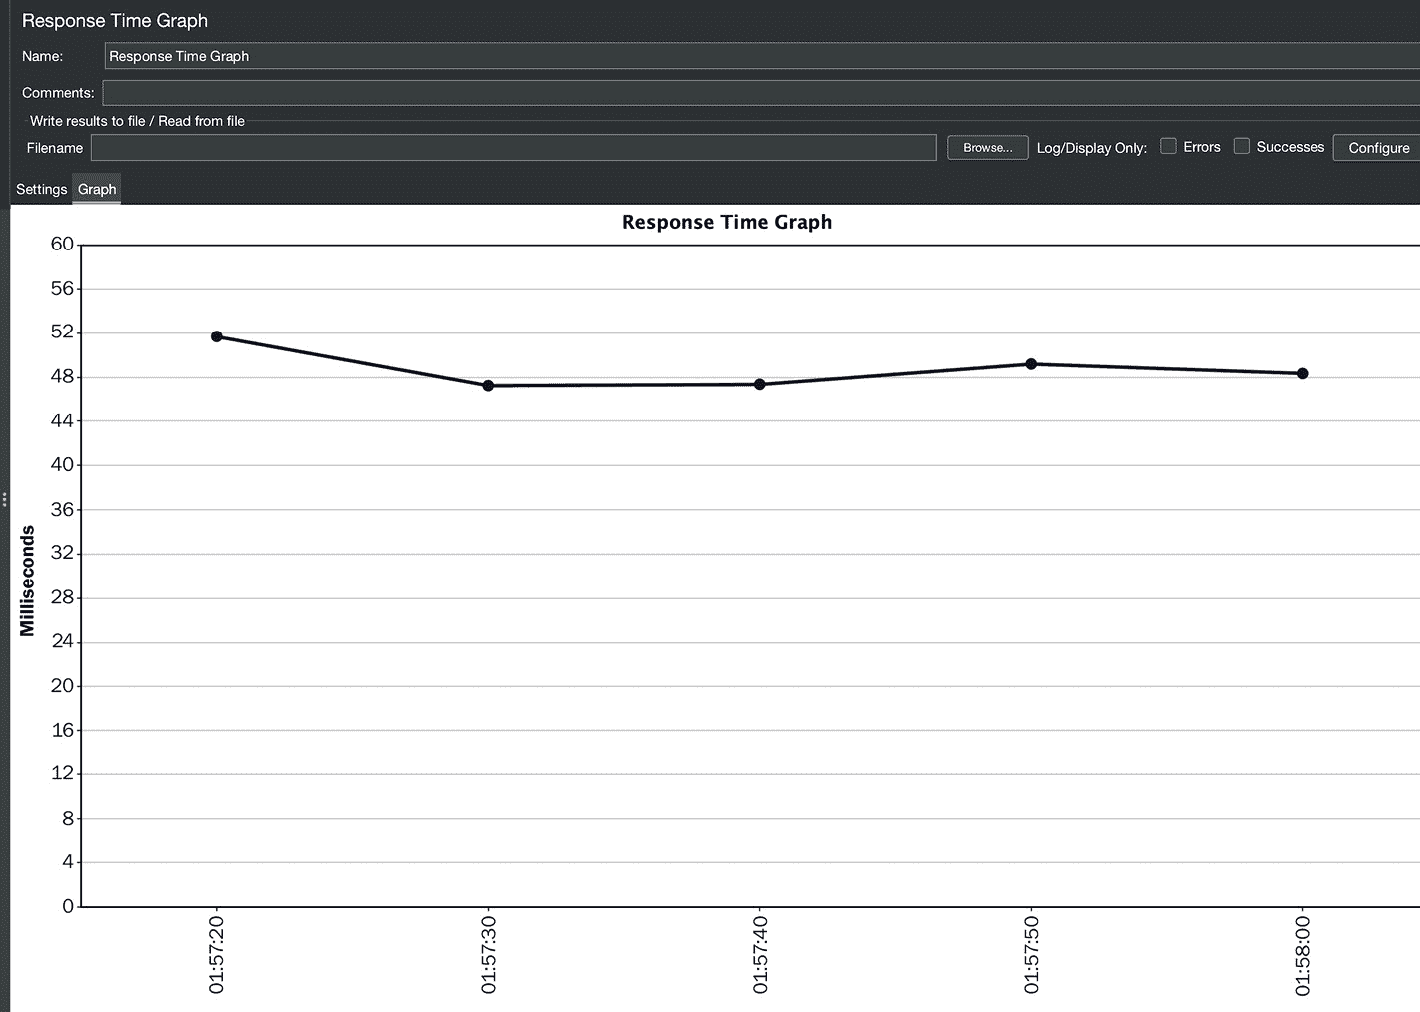 Response Time Graph
Name: Response Time Graph
Comments:
Write results to file / Read from file
Filename Browse... Log/Display Only: Errors Successes Configure
Settings Graph
Response Time Graph
60
56
52
48
44
40
36
32
28
24
20
16
12
8
4
0
Milliseconds
01:57:20 01:57:30 01:57:40 01:57:50 01:58:00